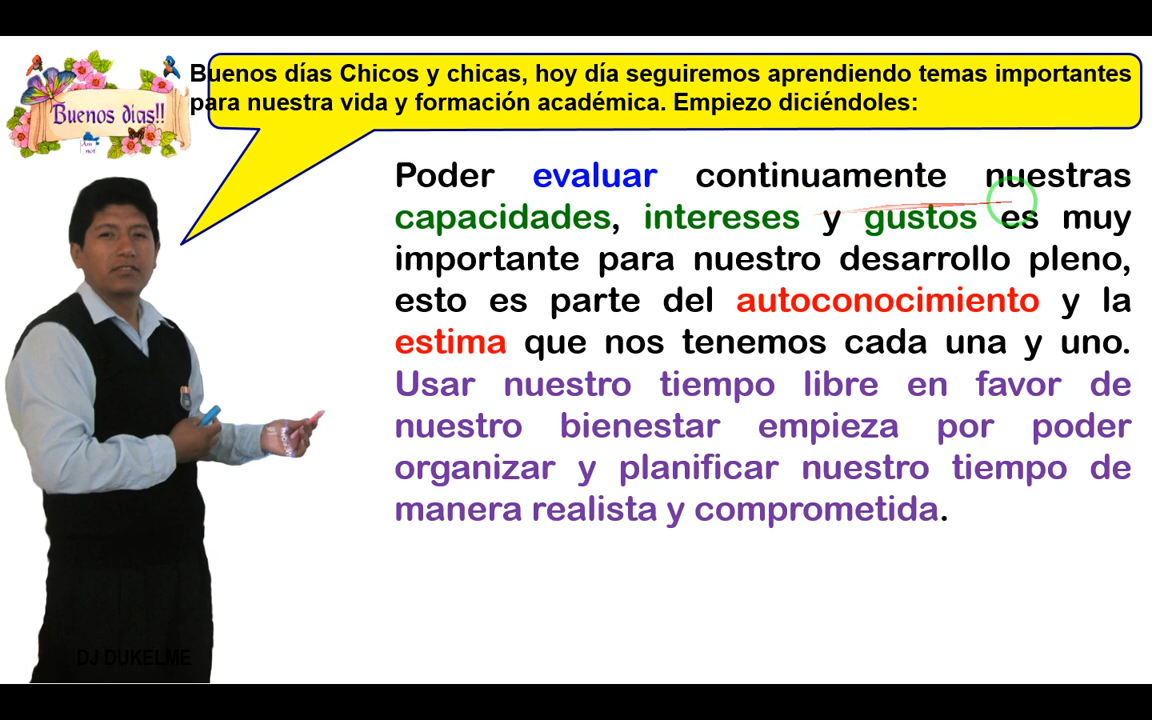 Buenos días!!
Buenos días Chicos y chicas, hoy día seguiremos aprendiendo temas importantes
para nuestra vida y formación académica. Empiezo diciéndoles:
Poder evaluar continuamente nuestras
capacidades, intereses y gustos es muy
importante para nuestro desarrollo pleno,
esto es parte del autoconocimiento y la
estima que nos tenemos cada una y uno.
Usar nuestro tiempo libre en favor de
nuestro bienestar empieza por poder
organizar y planificar nuestro tiempo de
manera realista y comprometida.
DJ DUKELME